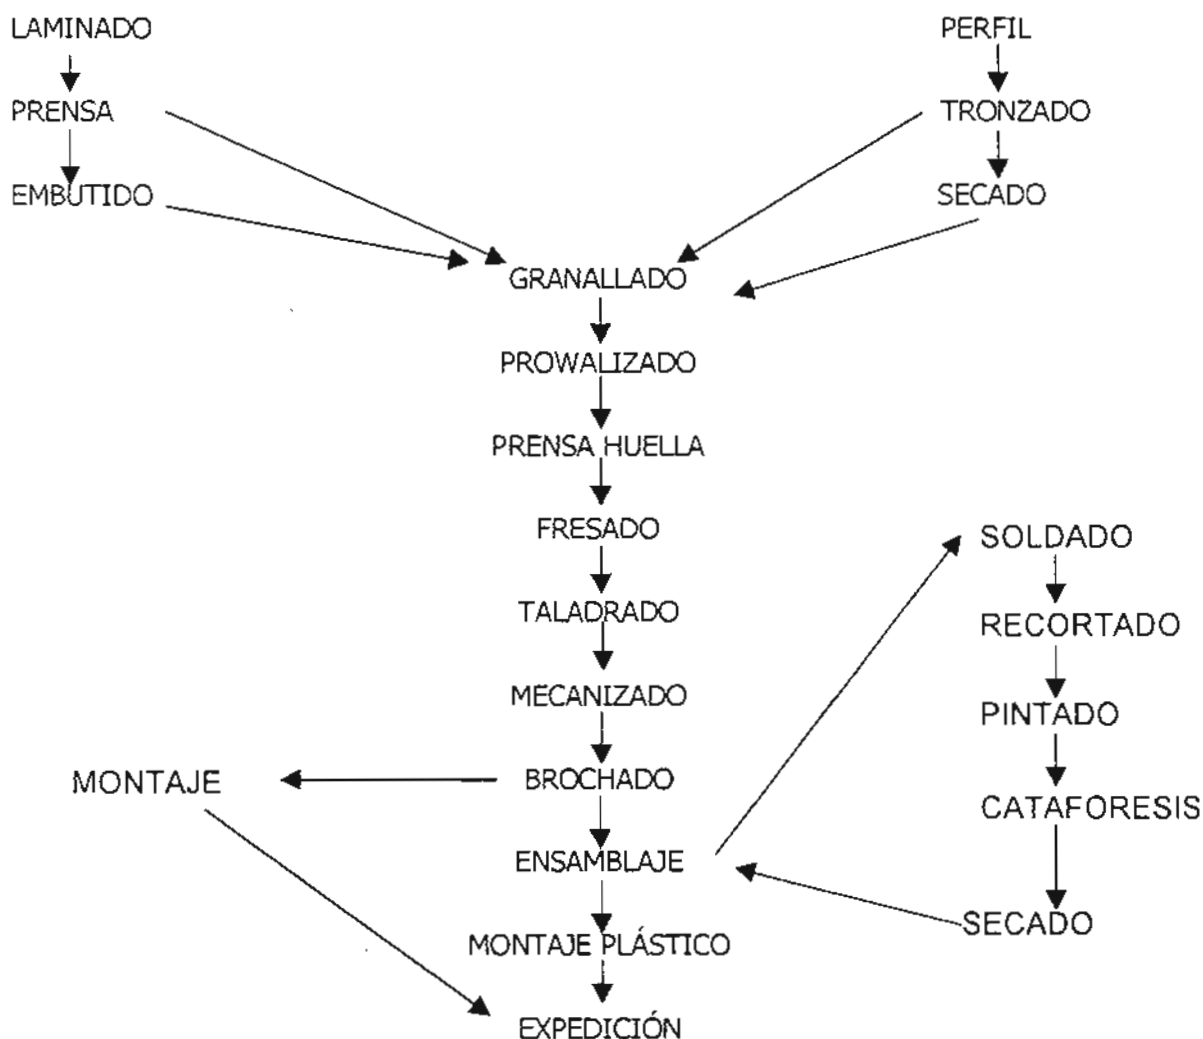 LAMINADO
PERFIL
PRENSA
TRONZADO
EMBUTIDO
SECADO
GRANALLADO
PROWALIZADO
PRENSA HUELLA
FRESADO
SOLDADO
TALADRADO
RECORTADO
MECANIZADO
PINTADO
MONTAJE
BROCHADO
CATAFORESIS
ENSAMBLAJE
SECADO
MONTAJE PLÁSTICO
EXPEDICIÓN